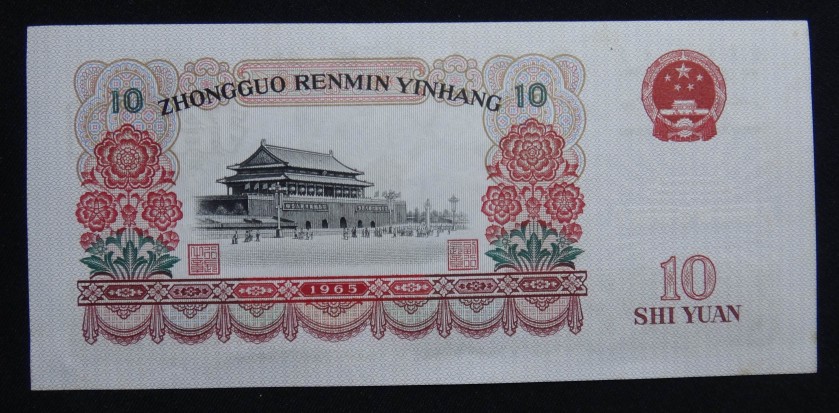 10 ZHONGGUO RENMIN YINHANG 10
1965
10
SHI YUAN